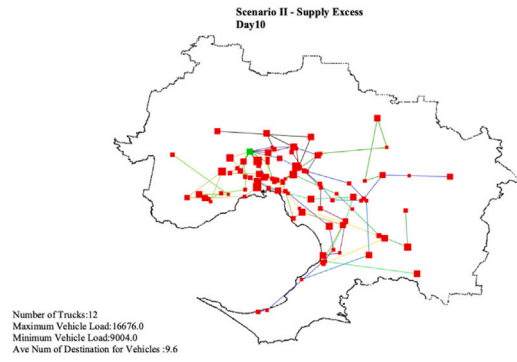 Scenario II - Supply Excess
Day10
Number of Trucks:12
Maximum Vehicle Load:16676.0
Minimum Vehicle Load:9004.0
Ave Num of Destination for Vehicles :9.6